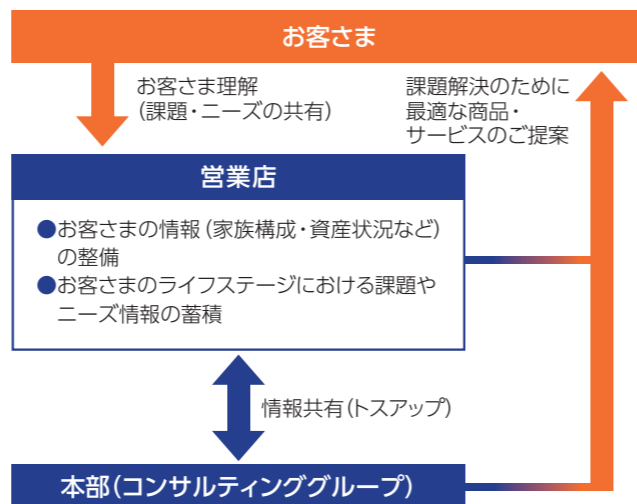 お客さま
お客さま理解
(課題・ニーズの共有)
課題解決のために
最適な商品・
サービスのご提案
営業店
●お客さまの情報(家族構成・資産状況など)
の整備
●お客さまのライフステージにおける課題や
ニーズ情報の蓄積
情報共有(トスアップ)
本部(コンサルティンググループ)